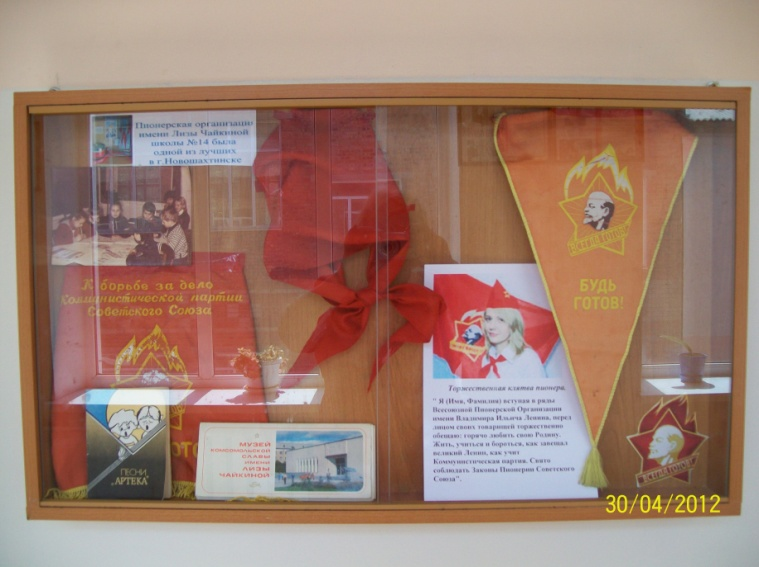 Пионерская организация
имени Лизы Чайкиной
школы №14 была
одной из лучших
в г.Новошахтинске
К борьбе за дело
Коммунистической партии
Советского Союза
ПЕСНИ
„АРТЕКА"
МУЗЕЙ
КОМСОМОЛЬСКОЙ
СЛАВЫ
ИМЕНИ
ЛИЗЫ
ЧАЙКИНОЙ
Торжественная клятва пионера
" Я (Имя, Фамилия) вступая в ряды
Всесоюзной Пионерской Организации
имени Владимира Ильича Ленина, перед
лицом своих товарищей торжественно
обещаю: горячо любить свою Родину.
Жить, учиться и бороться, как завещал
великий Ленин, как учит
Коммунистическая партия. Свято
соблюдать Законы Пионерии Советского
Союза".
ВСЕГДА ГОТОВ!
БУДЬ
ГОТОВ!
ВСЕГДА ГОТОВ!
30/04/2012